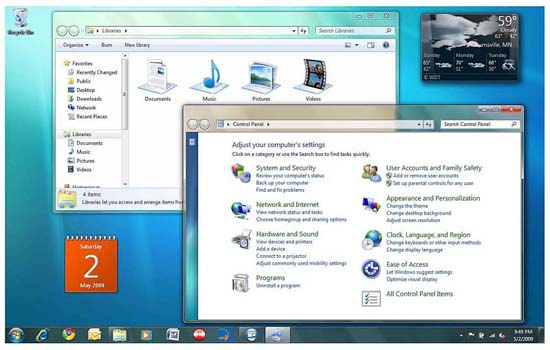 Recycle Bin
Libraries
Search Libraries
Organize
Burn
New library
Favorites
Recently Changed
Public
Desktop
Downloads
Network
Recent Places
Libraries
Documents
Music
Pictures
Videos
Documents
Music
Pictures
Videos
4 items
Libraries let you access and arrange items from
59°
Cloudy
Burnsville, MN
Sunday
Monday
Tuesday
© WDT
Control Panel
Search Control Panel
Adjust your computer's settings
Click on a category or use the Search box to find tasks quickly.
System and Security
Review your computer's status
Back up your computer
Find and fix problems
Network and Internet
View network status and tasks
Choose homegroup and sharing options
Hardware and Sound
View devices and printers
Add a device
Connect to a projector
Adjust commonly used mobility settings
Programs
Uninstall a program
User Accounts and Family Safety
Add or remove user accounts
Set up parental controls for any user
Appearance and Personalization
Change the theme
Change desktop background
Adjust screen resolution
Clock, Language, and Region
Change keyboards or other input methods
Change display language
Ease of Access
Let Windows suggest settings
Optimize visual display
All Control Panel Items
Saturday
2
May 2009
9:49 PM
5/2/2009